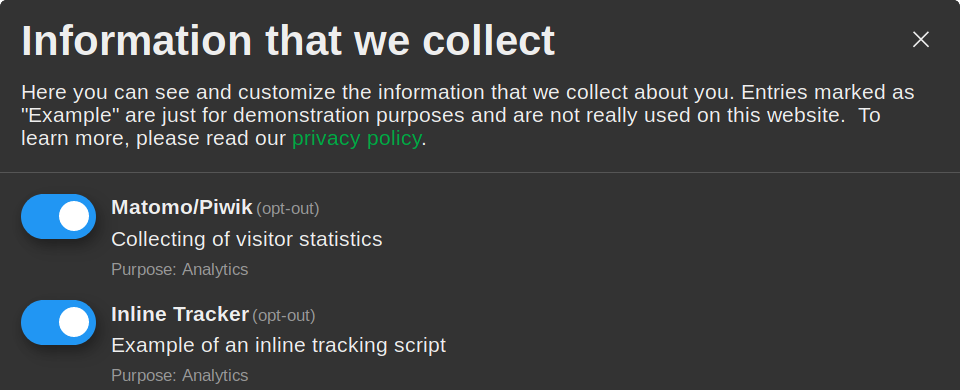 Information that we collect
Here you can see and customize the information that we collect about you. Entries marked as
"Example" are just for demonstration purposes and are not really used on this website.  To
learn more, please read our privacy policy.
Matomo/Piwik (opt-out)
Collecting of visitor statistics
Purpose: Analytics
Inline Tracker (opt-out)
Example of an inline tracking script
Purpose: Analytics